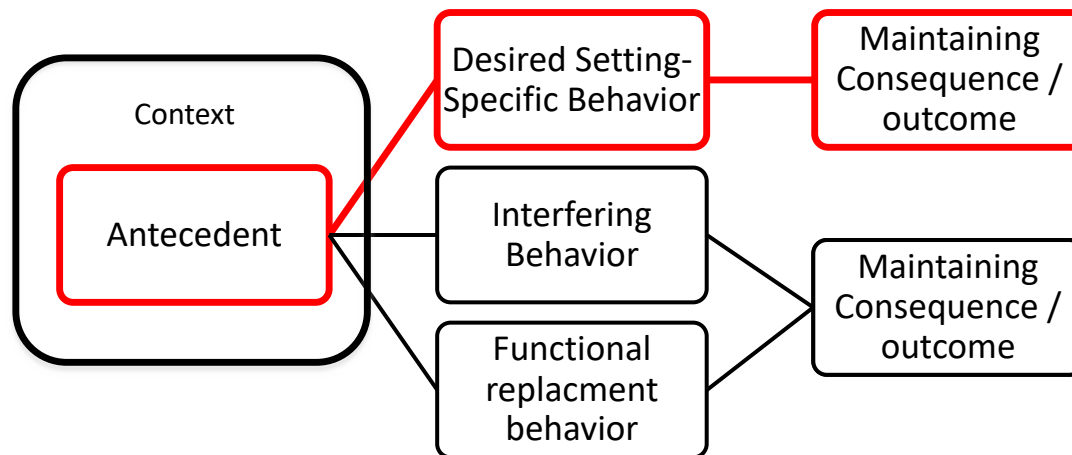 Context
Antecedent
Desired Setting-
Specific Behavior
Maintaining
Consequence /
outcome
Interfering
Behavior
Functional
replacment
behavior
Maintaining
Consequence /
outcome